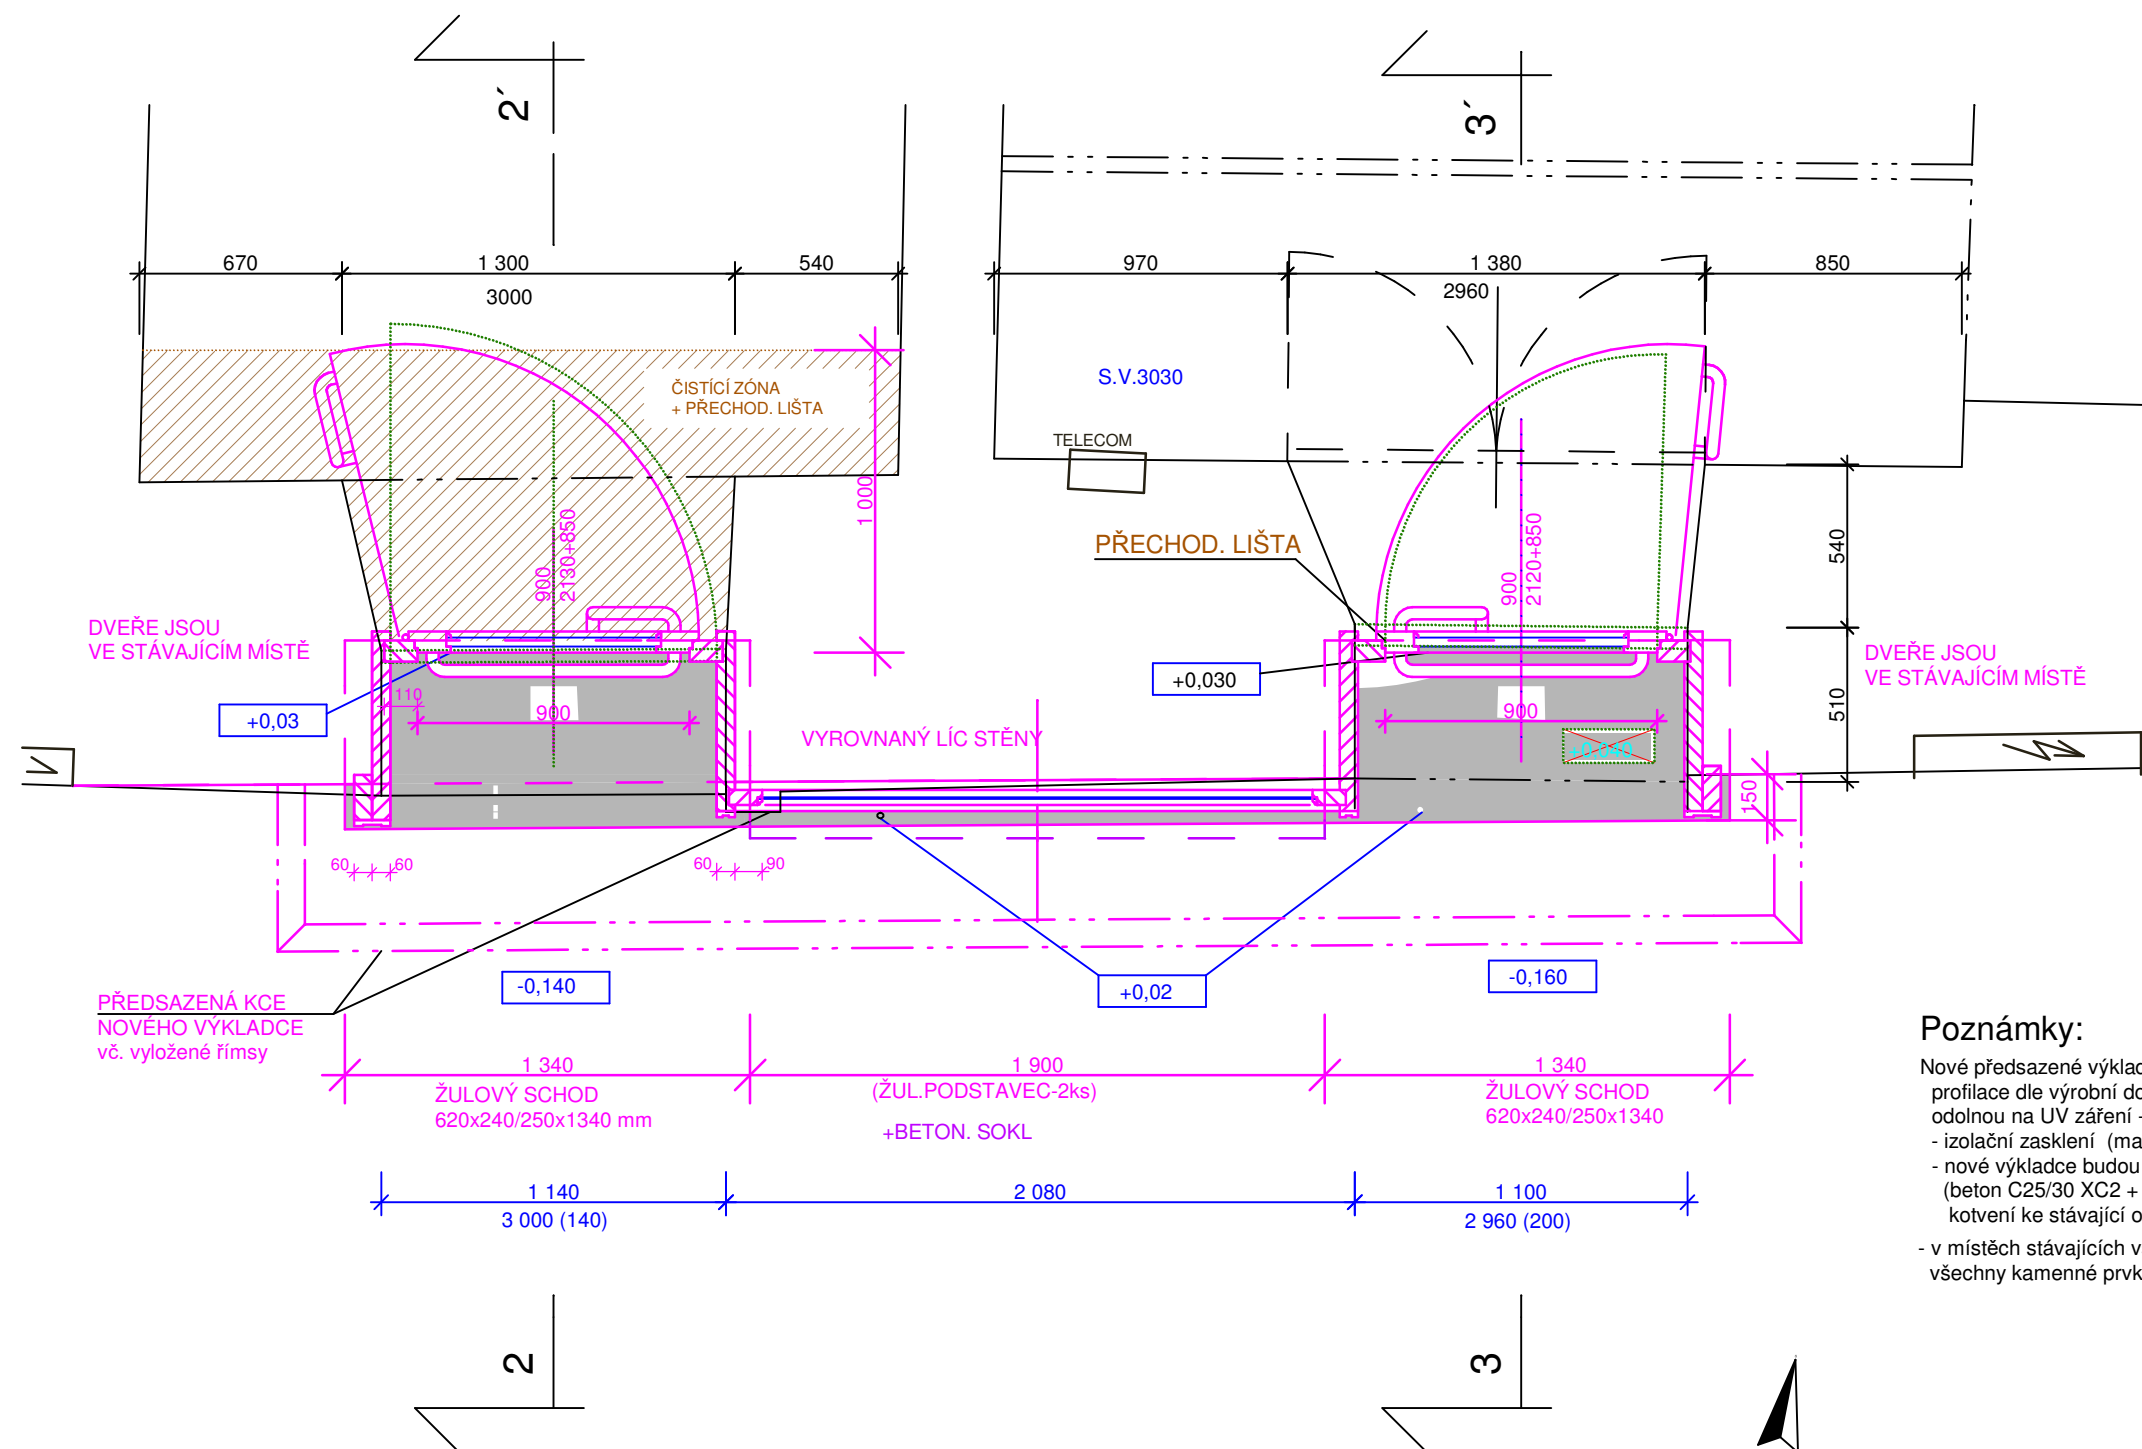 2´
3´
670
1 300
540
3000
970
1 380
850
2960
S.V.3030
ČISTÍCÍ ZÓNA
+ PŘECHOD. LIŠTA
TELECOM
1 000
900
2130+850
PŘECHOD. LIŠTA
900
2120+850
540
510
DVEŘE JSOU
VE STÁVAJÍCÍM MÍSTĚ
DVEŘE JSOU
VE STÁVAJÍCÍM MÍSTĚ
+0,03
110
900
+0,030
900
+0,040
VYROVNANÝ LÍC STĚNY
150
60
60
60
90
-0,140
+0,02
-0,160
PŘEDSAZENÁ KCE
NOVÉHO VÝKLADCE
vč. vyložené římsy
1 340
ŽULOVÝ SCHOD
620x240/250x1340 mm
1 900
(ŽUL.PODSTAVEC-2ks)
+BETON. SOKL
1 340
ŽULOVÝ SCHOD
620x240/250x1340
1 140
3 000 (140)
2 080
1 100
2 960 (200)
Poznámky:
Nové předsazené výklad
profilace dle výrobní do
odolnou na UV záření -
- izolační zasklení (ma
- nové výkladce budou
(beton C25/30 XC2 +
kotvení ke stávající o
- v místech stávajících v
všechny kamenné prvk
2
3